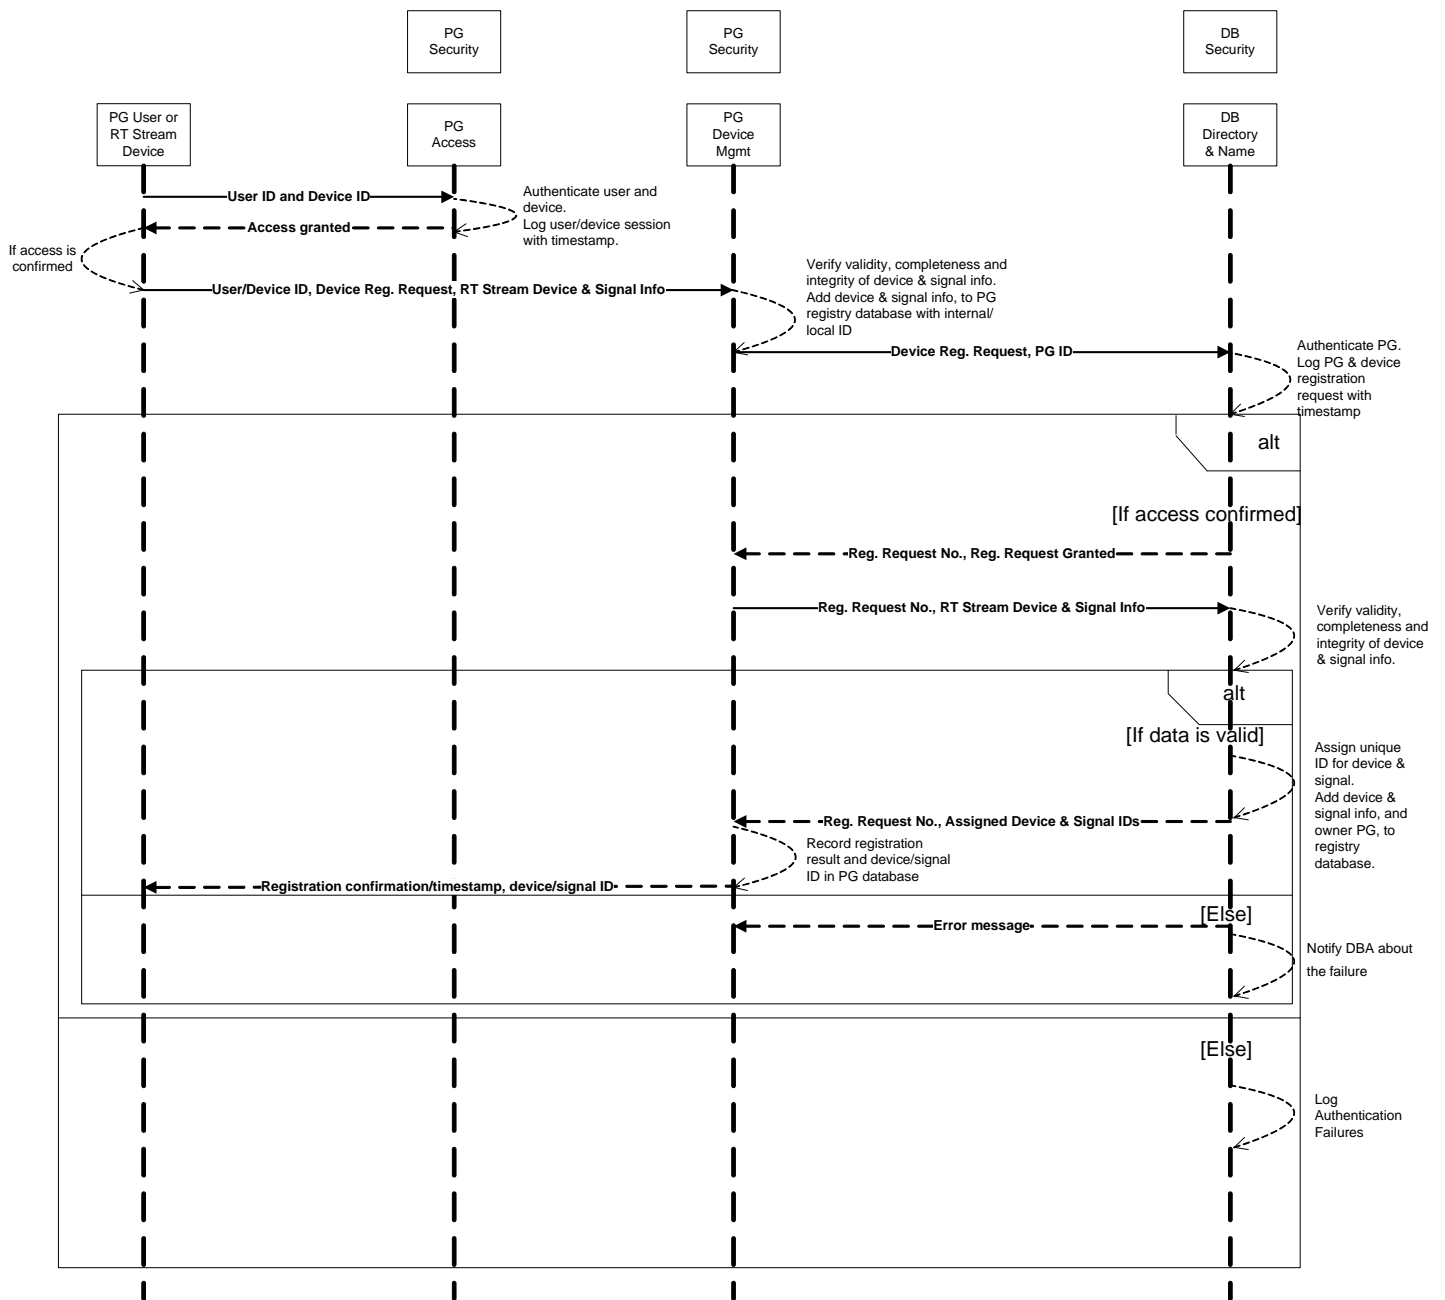 PG
Security
PG
Security
DB
Security
PG User or
RT Stream
Device
PG
Access
PG
Device
Mgmt
DB
Directory
& Name
User ID and Device ID
Authenticate user and
device.
Log user/device session
with timestamp.
Access granted
If access is
confirmed
User/Device ID, Device Reg. Request, RT Stream Device & Signal Info
Verify validity, completeness and
integrity of device & signal info.
Add device & signal info, to PG
registry database with internal/
local ID
Device Reg. Request, PG ID
Authenticate PG.
Log PG & device
registration
request with
timestamp
alt
[If access confirmed]
Reg. Request No., Reg. Request Granted
Reg. Request No., RT Stream Device & Signal Info
Verify validity,
completeness and
integrity of device
& signal info.
alt
[If data is valid]
Assign unique
ID for device &
signal.
Add device &
signal info, and
owner PG, to
registry
database.
Reg. Request No., Assigned Device & Signal IDs
Record registration
result and device/signal
ID in PG database
Registration confirmation/timestamp, device/signal ID
[Else]
Error message
Notify DBA about
the failure
[Else]
Log
Authentication
Failures